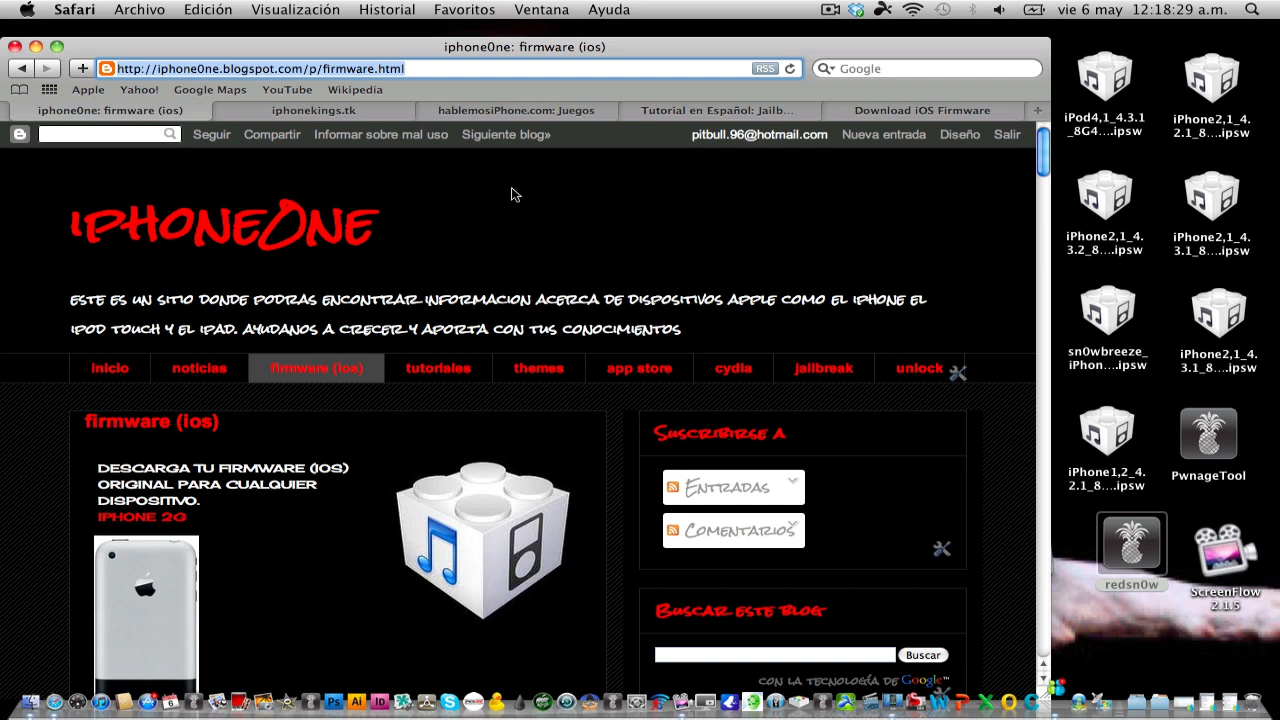 Safari Archivo Edición Visualización Historial Favoritos Ventana Ayuda vie 6 may 12:18:29 a.m.
iphone0ne: firmware (ios)
http://iphone0ne.blogspot.com/p/firmware.html RSS Google
Apple Yahoo! Google Maps YouTube Wikipedia
iphone0ne: firmware (ios) iphonekings.tk hablemosiPhone.com: Juegos Tutorial en Español: Jailb... Download iOS Firmware
Seguir Compartir Informar sobre mal uso Siguiente blog» pitbull.96@hotmail.com Nueva entrada Diseño Salir
iphone0ne
este es un sitio donde podras encontrar informacion acerca de dispositivos apple como el iphone el
ipod touch y el ipad. ayudanos a crecer y aporta con tus conocimientos
inicio noticias firmware (ios) tutoriales themes app store cydia jailbreak unlock
firmware (ios)
DESCARGA TU FIRMWARE (IOS)
ORIGINAL PARA CUALQUIER
DISPOSITIVO.
IPHONE 2G
Suscribirse a
Entradas
Comentarios
Buscar este blog
Buscar
con la tecnología de Google™
iPod4,1_4.3.1
_8G4....ipsw
iPhone2,1_4.
2.1_8....ipsw
iPhone2,1_4.
3.2_8....ipsw
iPhone2,1_4.
3.1_8....ipsw
sn0wbreeze_
iPhon....ipsw
iPhone2,1_4.
3.1_8....ipsw
iPhone1,2_4.
2.1_8....ipsw
PwnageTool
redsn0w
ScreenFlow
2.1.5
Ps Ai Id